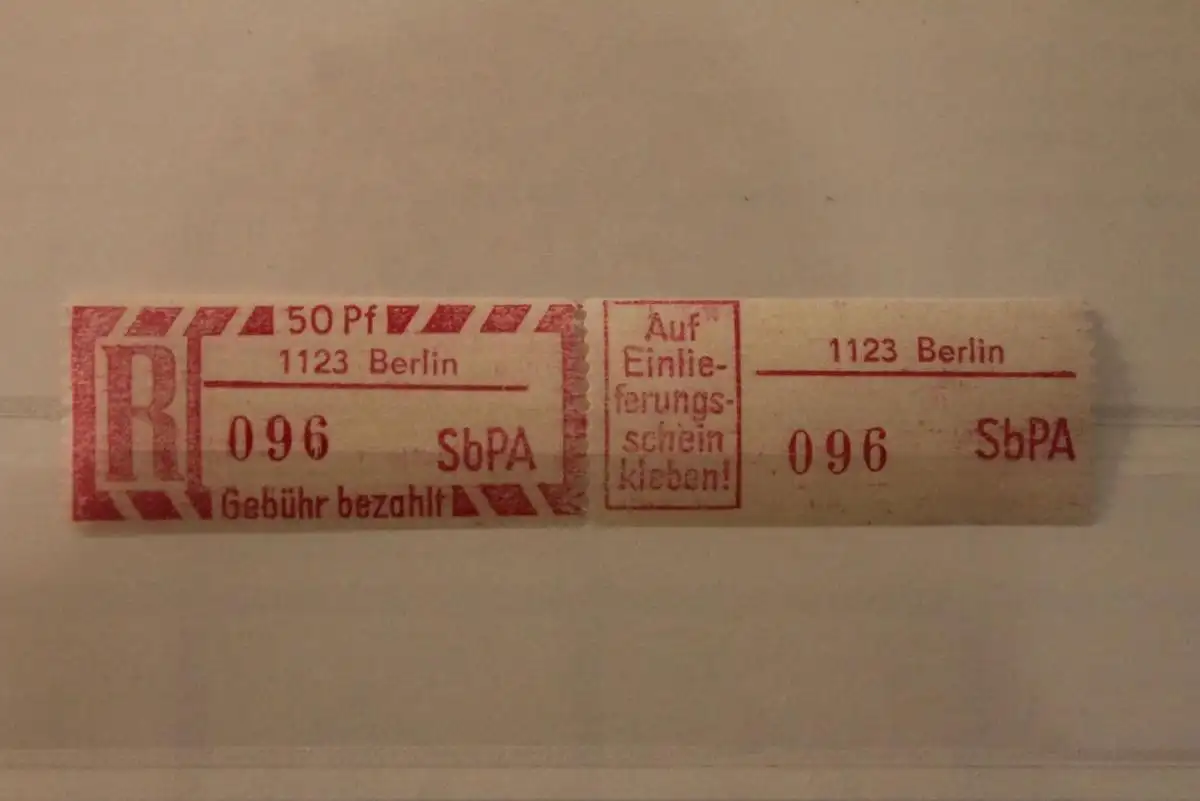 50 Pf
R
1123 Berlin
096
SbPA
Gebühr bezahlt
Auf
Einlie-
ferungs-
schein
kleben!
1123 Berlin
096
SbPA